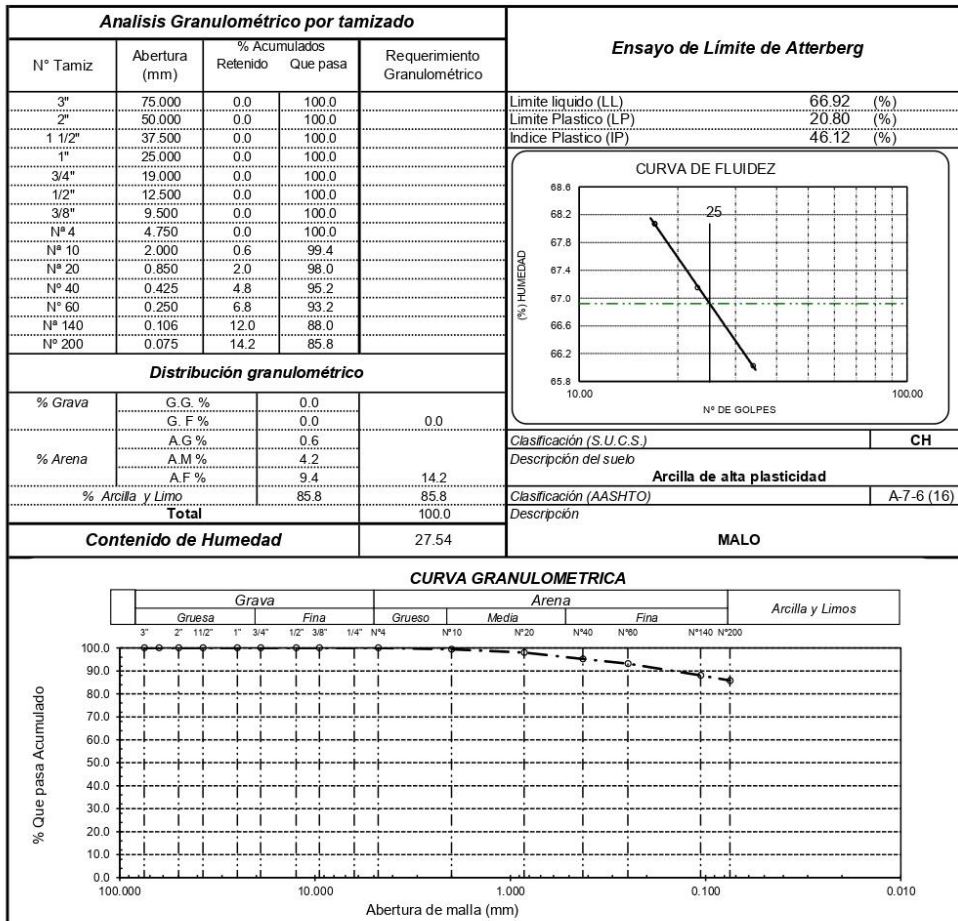 Analisis Granulométrico por tamizado
N° Tamiz Abertura (mm) % Acumulados Retenido Que pasa Requerimiento Granulométrico
3" 75.000 0.0 100.0
2" 50.000 0.0 100.0
1 1/2" 37.500 0.0 100.0
1" 25.000 0.0 100.0
3/4" 19.000 0.0 100.0
1/2" 12.500 0.0 100.0
3/8" 9.500 0.0 100.0
Nª 4 4.750 0.0 100.0
Nª 10 2.000 0.6 99.4
Nª 20 0.850 2.0 98.0
N° 40 0.425 4.8 95.2
N° 60 0.250 6.8 93.2
Nª 140 0.106 12.0 88.0
Nº 200 0.075 14.2 85.8
Distribución granulométrico
% Grava G.G. % 0.0
G. F % 0.0 0.0
A.G % 0.6
% Arena A.M % 4.2
A.F % 9.4 14.2
% Arcilla y Limo 85.8 85.8
Total 100.0
Contenido de Humedad 27.54
Ensayo de Límite de Atterberg
Limite liquido (LL) 66.92 (%)
Limite Plastico (LP) 20.80 (%)
Indice Plastico (IP) 46.12 (%)
CURVA DE FLUIDEZ
(%) HUMEDAD
68.6
68.2
67.8
67.4
67.0
66.6
66.2
65.8
25
10.00 100.00
Nº DE GOLPES
Clasificación (S.U.C.S.) CH
Descripción del suelo
Arcilla de alta plasticidad
Clasificación (AASHTO) A-7-6 (16)
Descripción
MALO
CURVA GRANULOMETRICA
Grava Arena Arcilla y Limos
Gruesa Fina Grueso Media Fina
3" 2" 11/2" 1" 3/4" 1/2" 3/8" 1/4" N°4 N°10 N°20 N°40 N°60 N°140 N°200
% Que pasa Acumulado
100.0
90.0
80.0
70.0
60.0
50.0
40.0
30.0
20.0
10.0
0.0
100.000 10.000 1.000 0.100 0.010
Abertura de malla (mm)